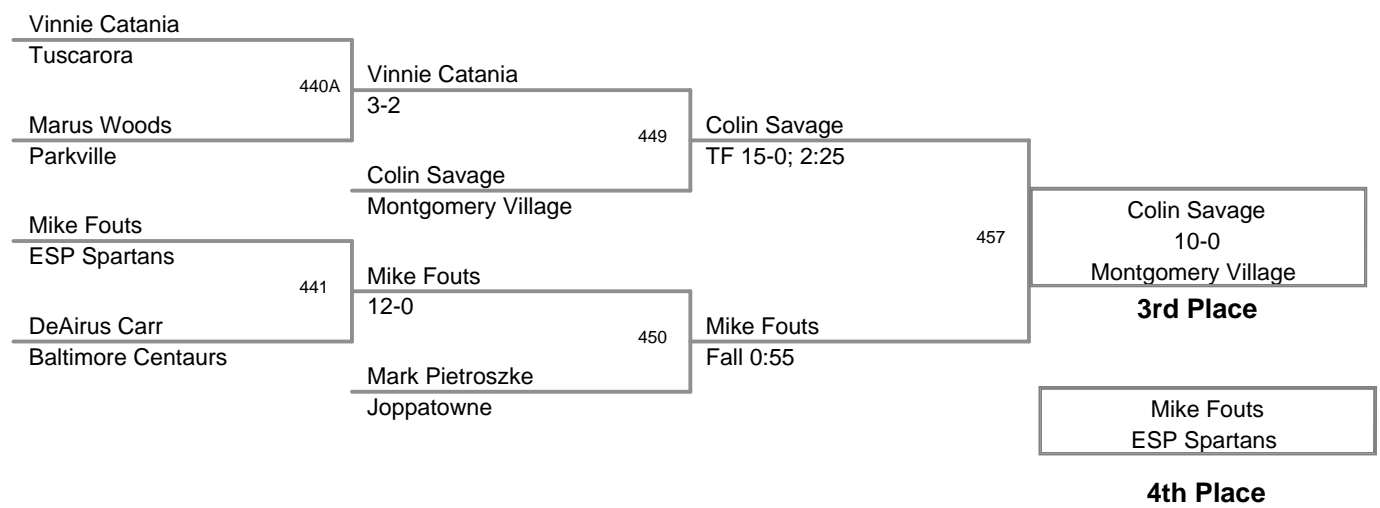 Vinnie Catania
Tuscarora
440A
Marus Woods
Parkville
Mike Fouts
ESP Spartans
441
DeAirus Carr
Baltimore Centaurs
Vinnie Catania
3-2
449
Colin Savage
Montgomery Village
Mike Fouts
12-0
450
Mark Pietroszke
Joppatowne
Colin Savage
TF 15-0; 2:25
457
Mike Fouts
Fall 0:55
Colin Savage
10-0
Montgomery Village
3rd Place
Mike Fouts
ESP Spartans
4th Place